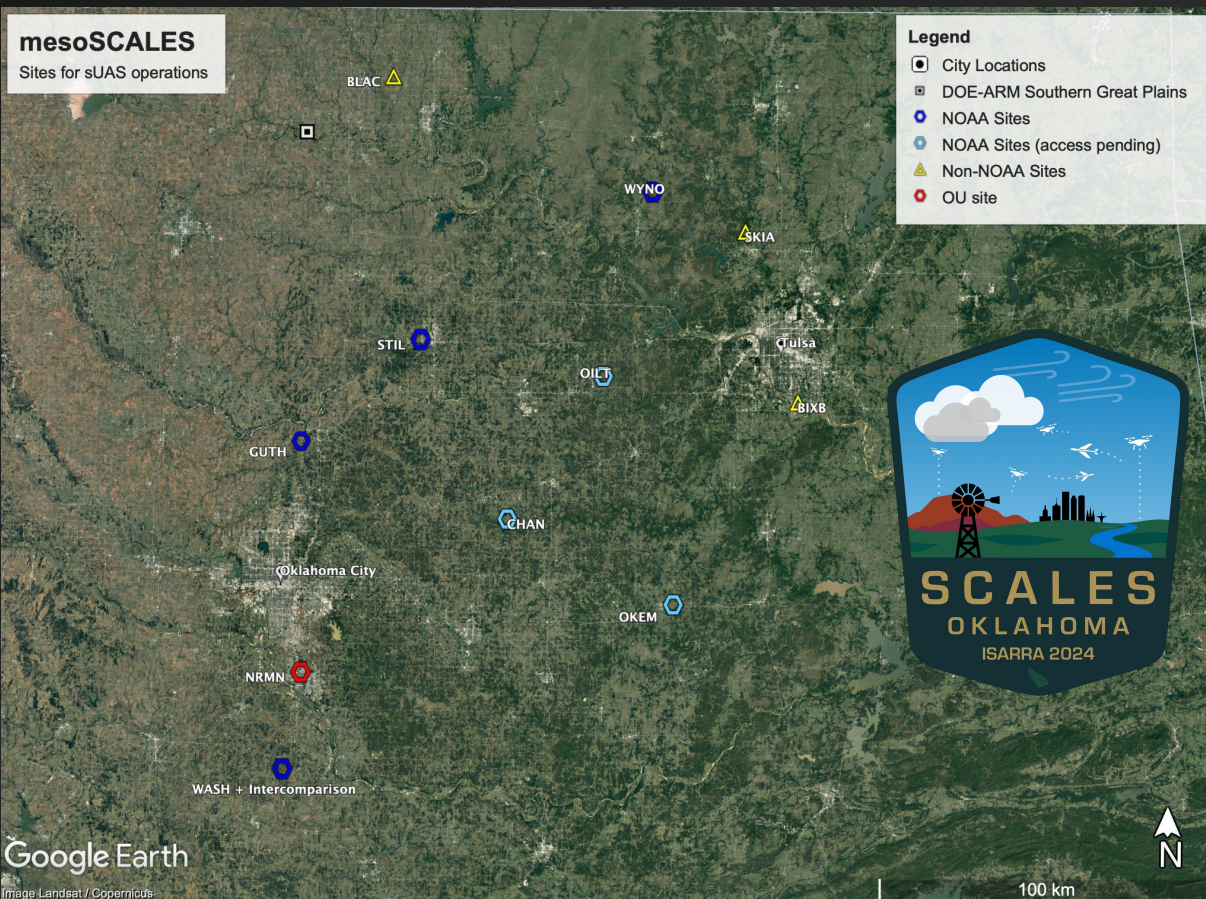 mesoSCALES
Sites for sUAS operations
Legend
City Locations
DOE-ARM Southern Great Plains
NOAA Sites
NOAA Sites (access pending)
Non-NOAA Sites
OU site
BLAC
WYNO
SKIA
STIL
Tulsa
OILT
BIXB
GUTH
CHAN
Oklahoma City
OKEM
NRMN
WASH + Intercomparison
SCALES
OKLAHOMA
ISARRA 2024
N
Google Earth
Image Landsat / Copernicus
100 km